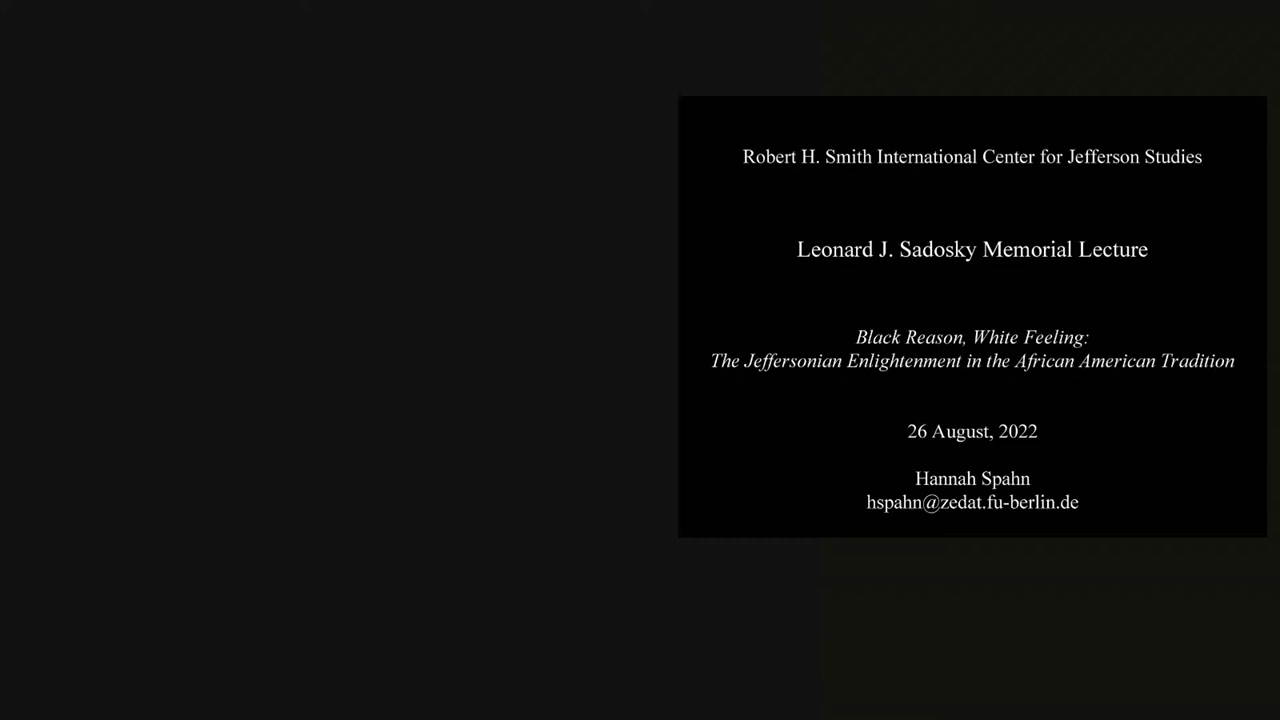 Robert H. Smith International Center for Jefferson Studies
Leonard J. Sadosky Memorial Lecture
Black Reason, White Feeling:
The Jeffersonian Enlightenment in the African American Tradition
26 August, 2022
Hannah Spahn
hspahn@zedat.fu-berlin.de